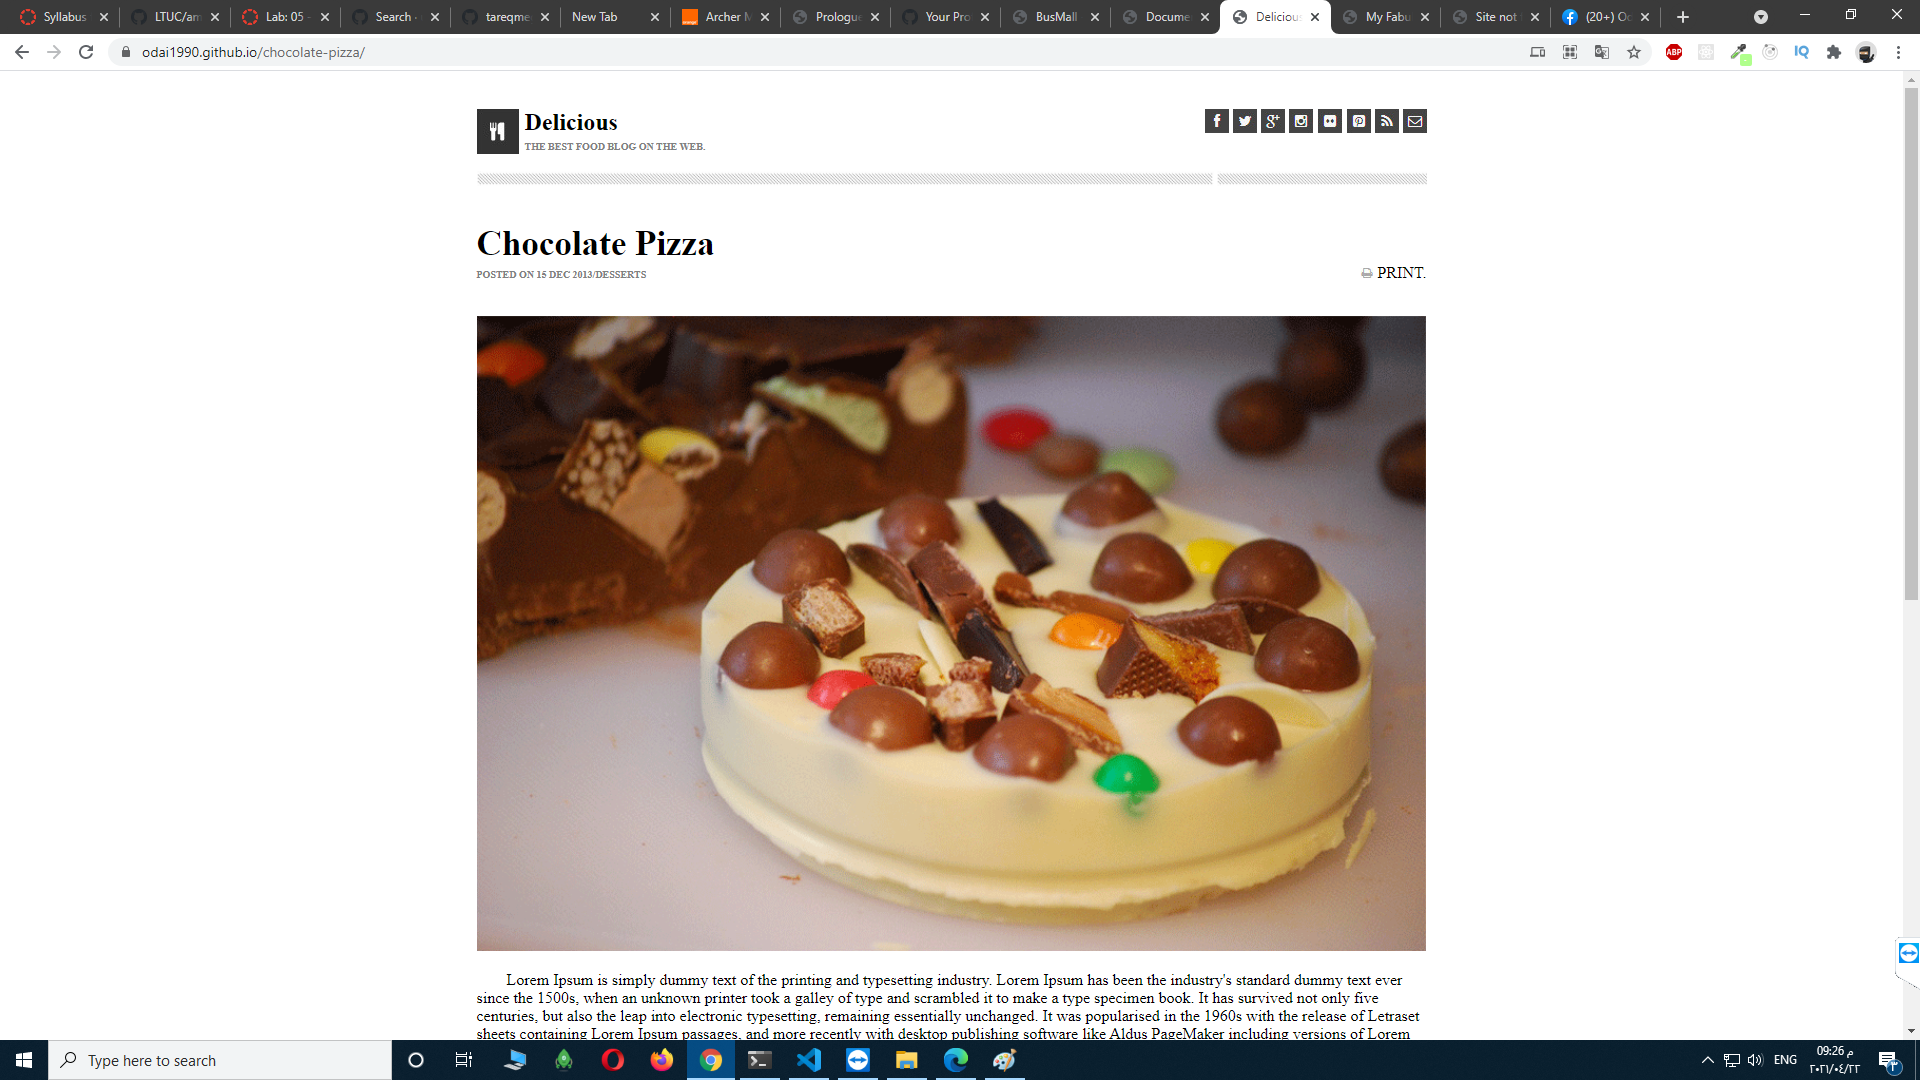 Syllabus
LTUC/am
Lab: 05 -
Search ·
tareqme
New Tab
Archer M
Prologue
Your Pro
BusMall
Docume
Delicious
My Fabu
Site not
(20+) Oc
odai1990.github.io/chocolate-pizza/
ABP
IQ
Delicious
THE BEST FOOD BLOG ON THE WEB.
Chocolate Pizza
POSTED ON 15 DEC 2013/DESSERTS
PRINT.
Lorem Ipsum is simply dummy text of the printing and typesetting industry. Lorem Ipsum has been the industry's standard dummy text ever
since the 1500s, when an unknown printer took a galley of type and scrambled it to make a type specimen book. It has survived not only five
centuries, but also the leap into electronic typesetting, remaining essentially unchanged. It was popularised in the 1960s with the release of Letraset
sheets containing Lorem Ipsum passages, and more recently with desktop publishing software like Aldus PageMaker including versions of Lorem
Type here to search
ENG
09:26 م
٢٠٢١/٠٤/٢٢